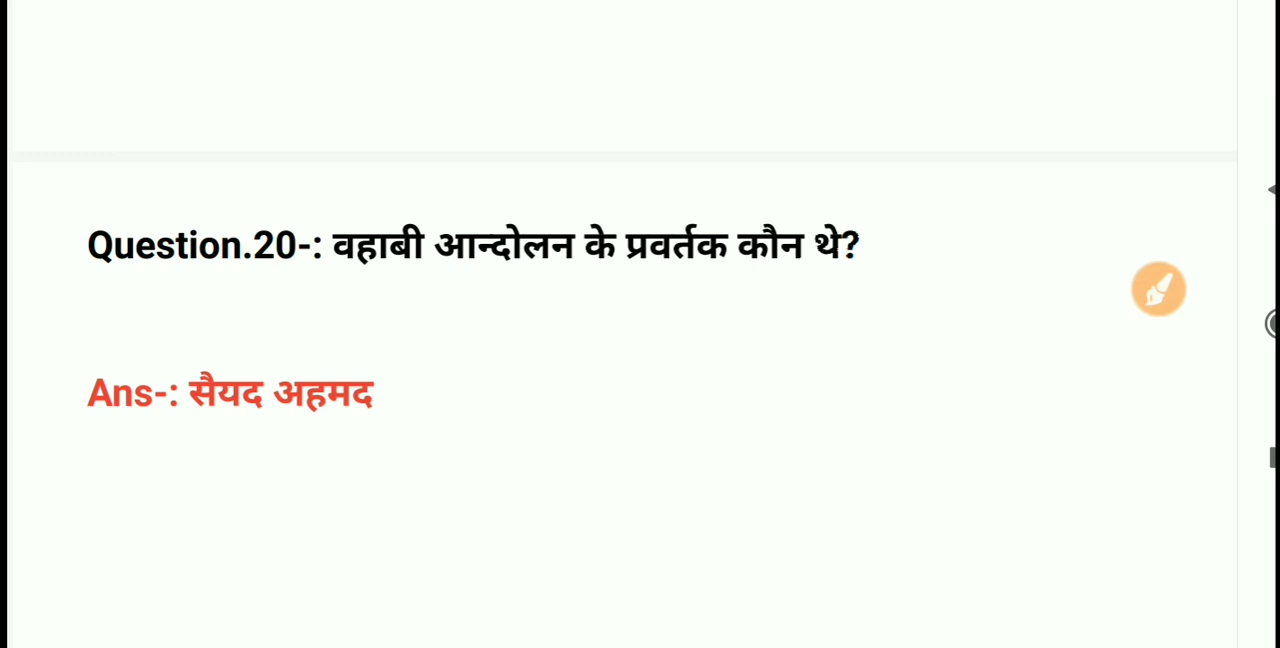 Question.20-: वहाबी आन्दोलन के प्रवर्तक कौन थे?
Ans-: सैयद अहमद